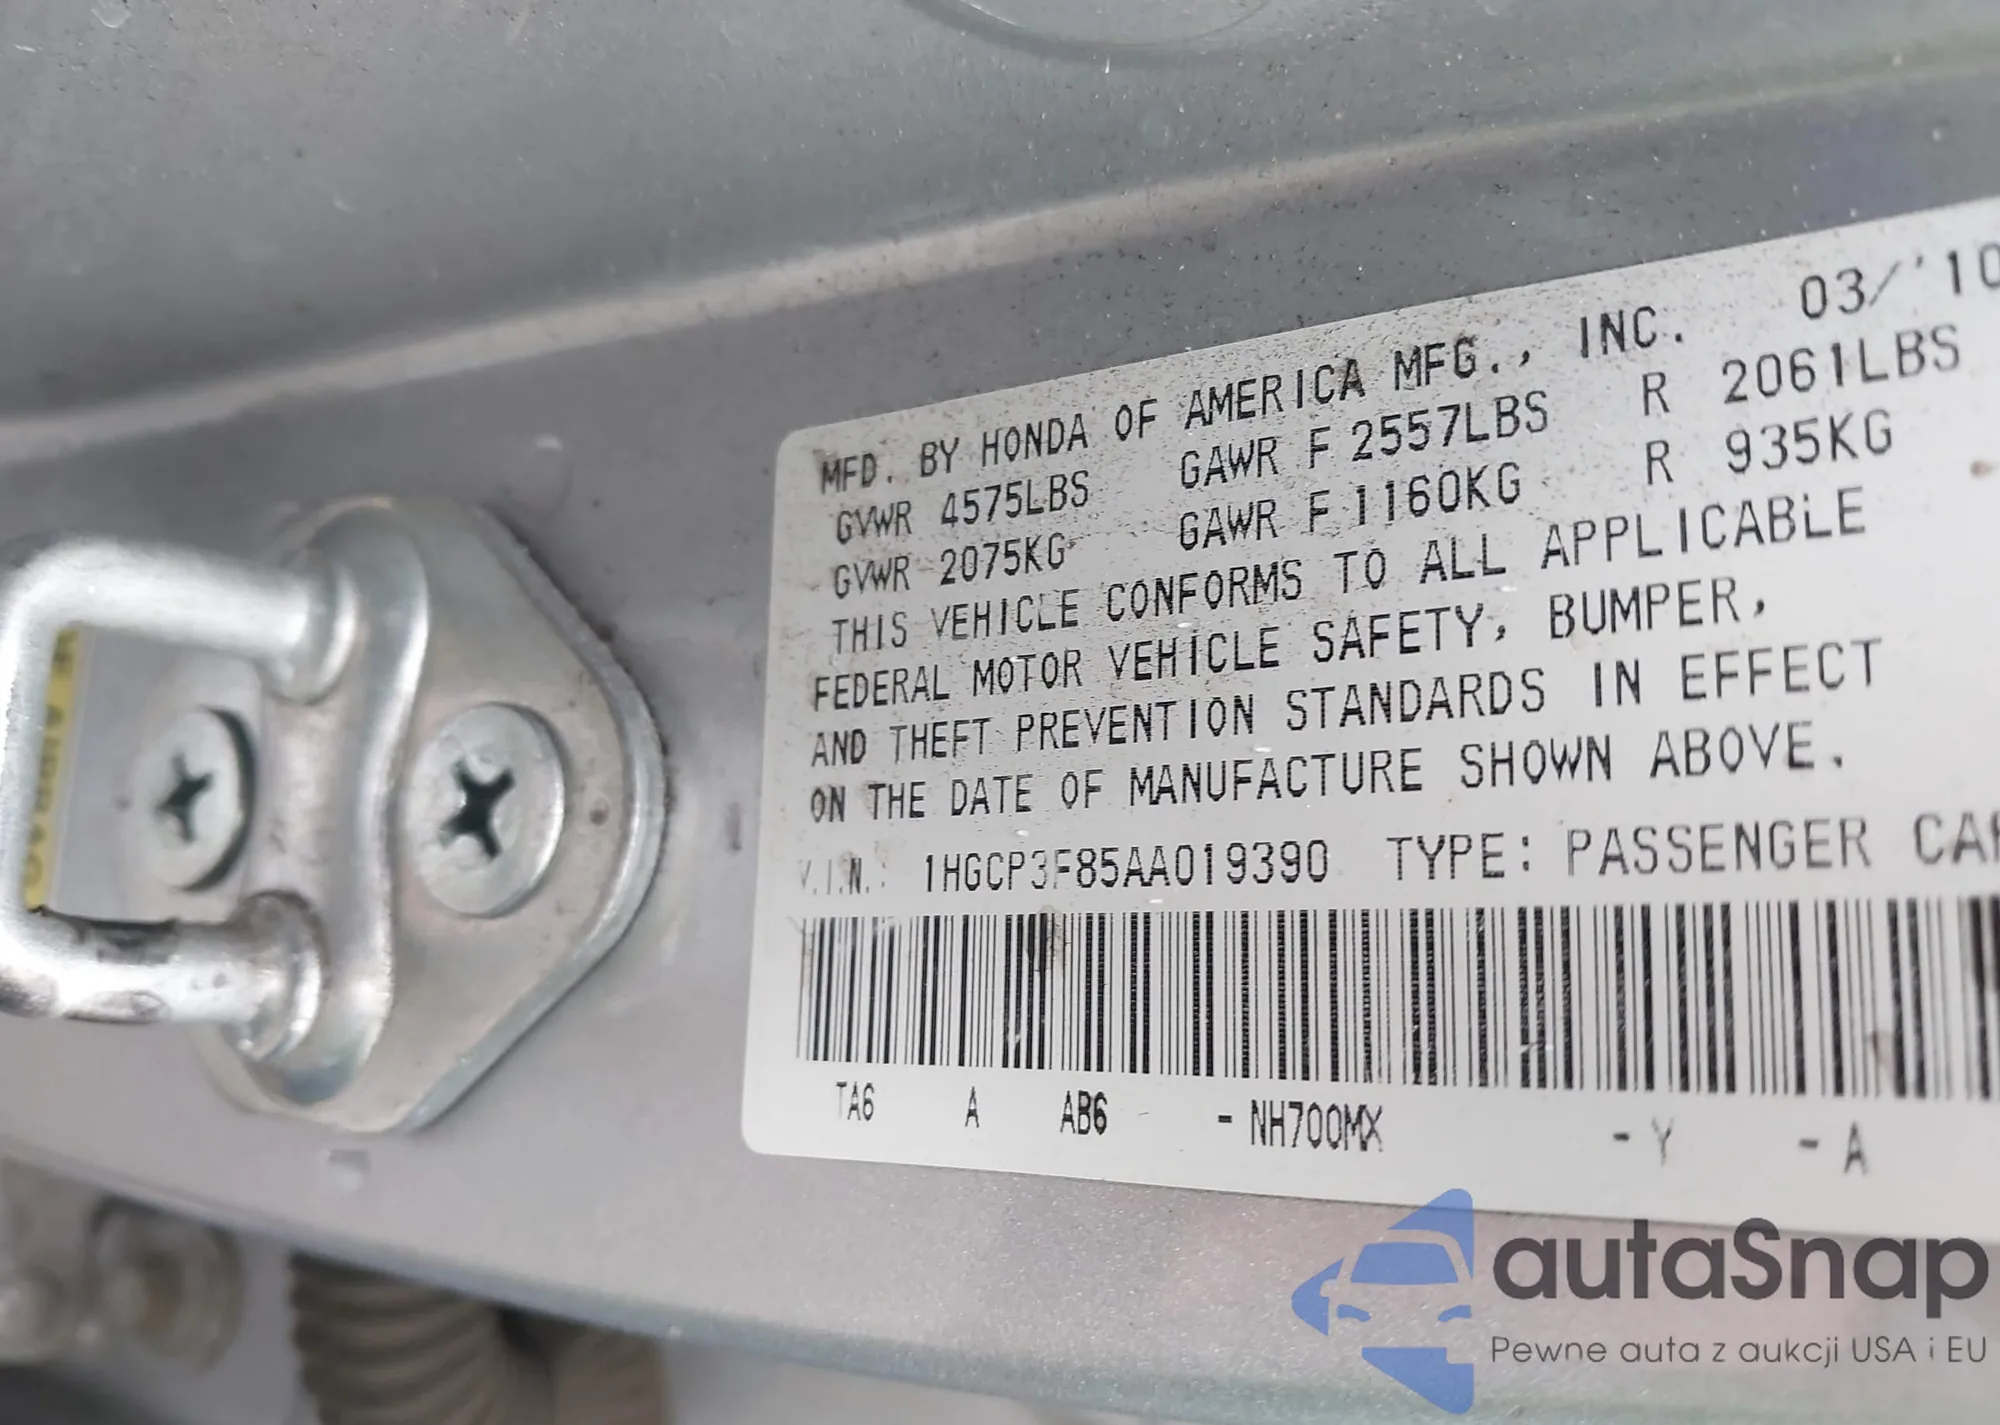 MFD. BY HONDA OF AMERICA MFG., INC. 03/'10
GVWR 4575LBS GAWR F 2557LBS R 2061LBS
GVWR 2075KG GAWR F 1160KG R 935KG
THIS VEHICLE CONFORMS TO ALL APPLICABLE
FEDERAL MOTOR VEHICLE SAFETY, BUMPER,
AND THEFT PREVENTION STANDARDS IN EFFECT
ON THE DATE OF MANUFACTURE SHOWN ABOVE.
V.I.N.: 1HGCP3F85AA019390 TYPE: PASSENGER CAR
TA6 A AB6 -NH700MX -Y -A
autaSnap
Pewne auta z aukcji USA i EU